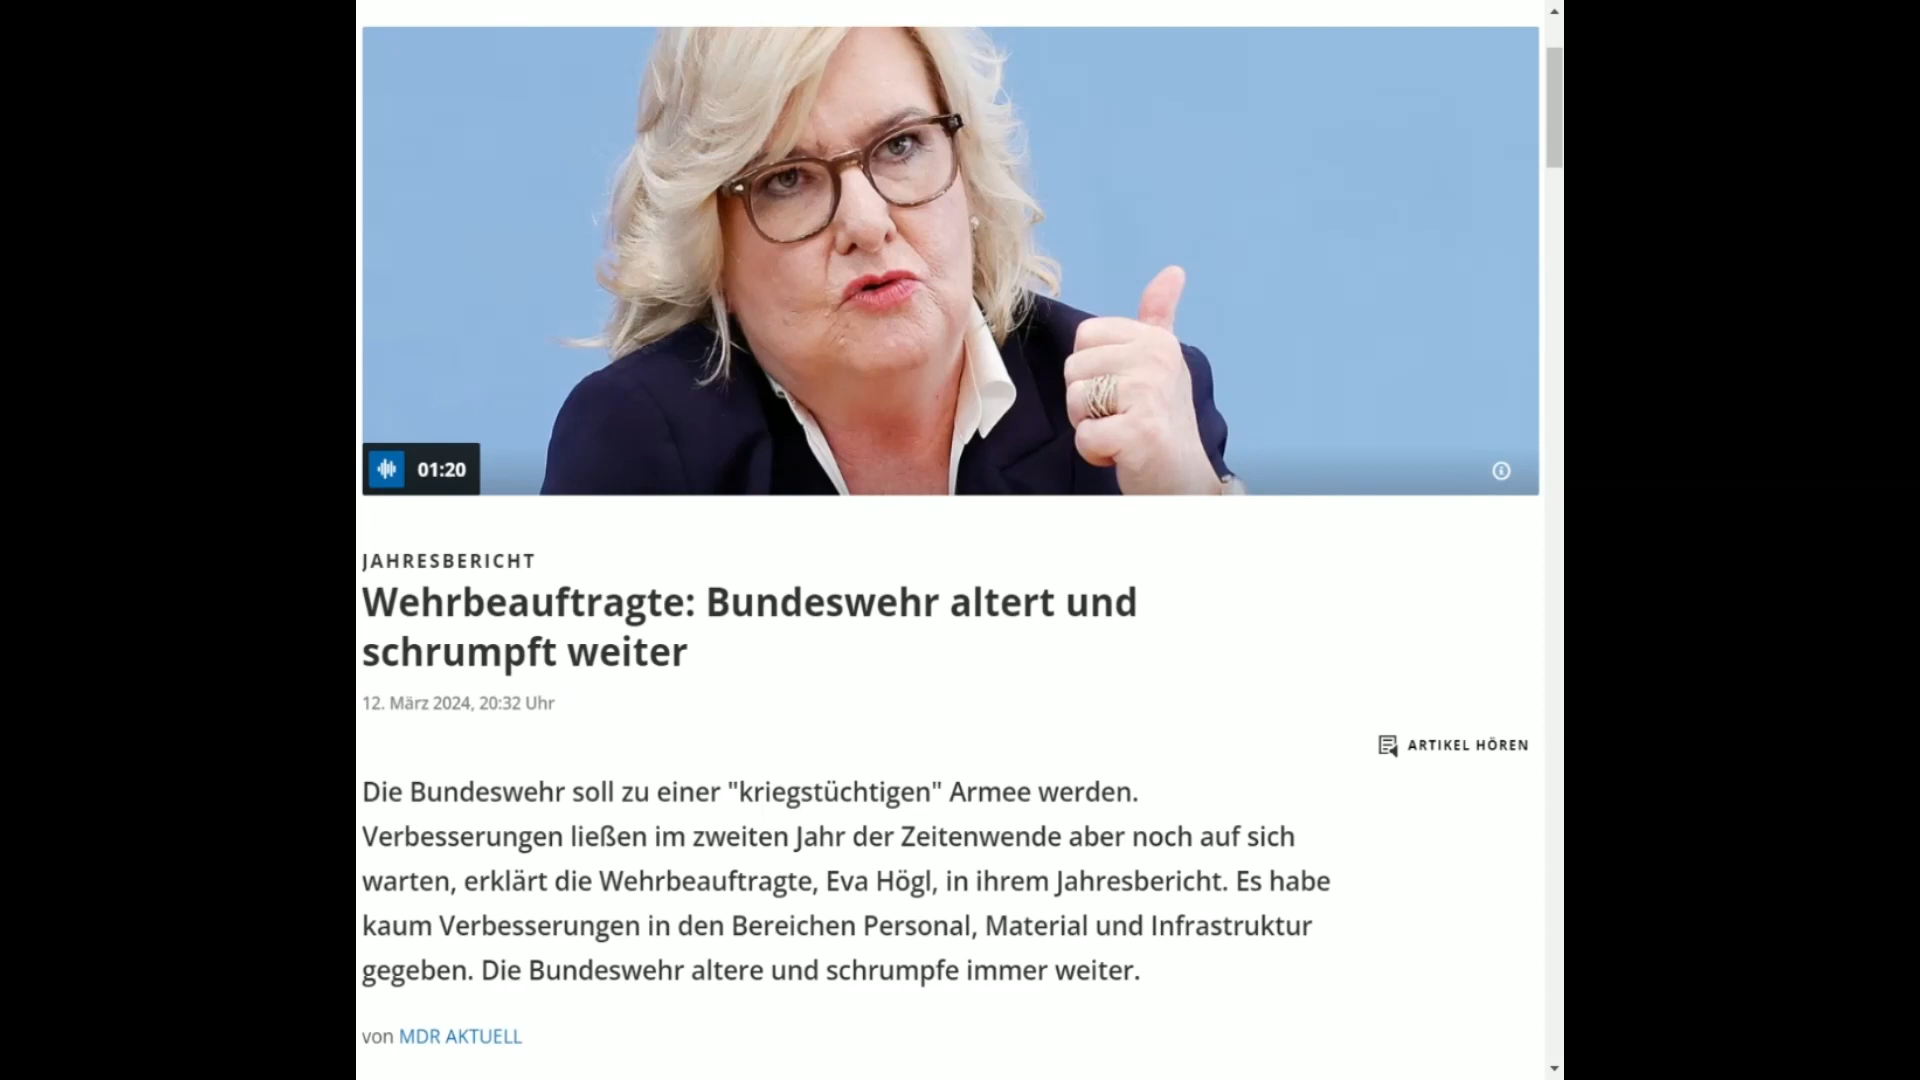 01:20
JAHRESBERICHT
Wehrbeauftragte: Bundeswehr altert und
schrumpft weiter
12. März 2024, 20:32 Uhr
ARTIKEL HÖREN
Die Bundeswehr soll zu einer "kriegstüchtigen" Armee werden.
Verbesserungen ließen im zweiten Jahr der Zeitenwende aber noch auf sich
warten, erklärt die Wehrbeauftragte, Eva Högl, in ihrem Jahresbericht. Es habe
kaum Verbesserungen in den Bereichen Personal, Material und Infrastruktur
gegeben. Die Bundeswehr altere und schrumpfe immer weiter.
von MDR AKTUELL